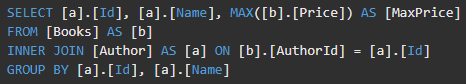 SELECT [a].[Id], [a].[Name], MAX([b].[Price]) AS [MaxPrice]
FROM [Books] AS [b]
INNER JOIN [Author] AS [a] ON [b].[AuthorId] = [a].[Id]
GROUP BY [a].[Id], [a].[Name]